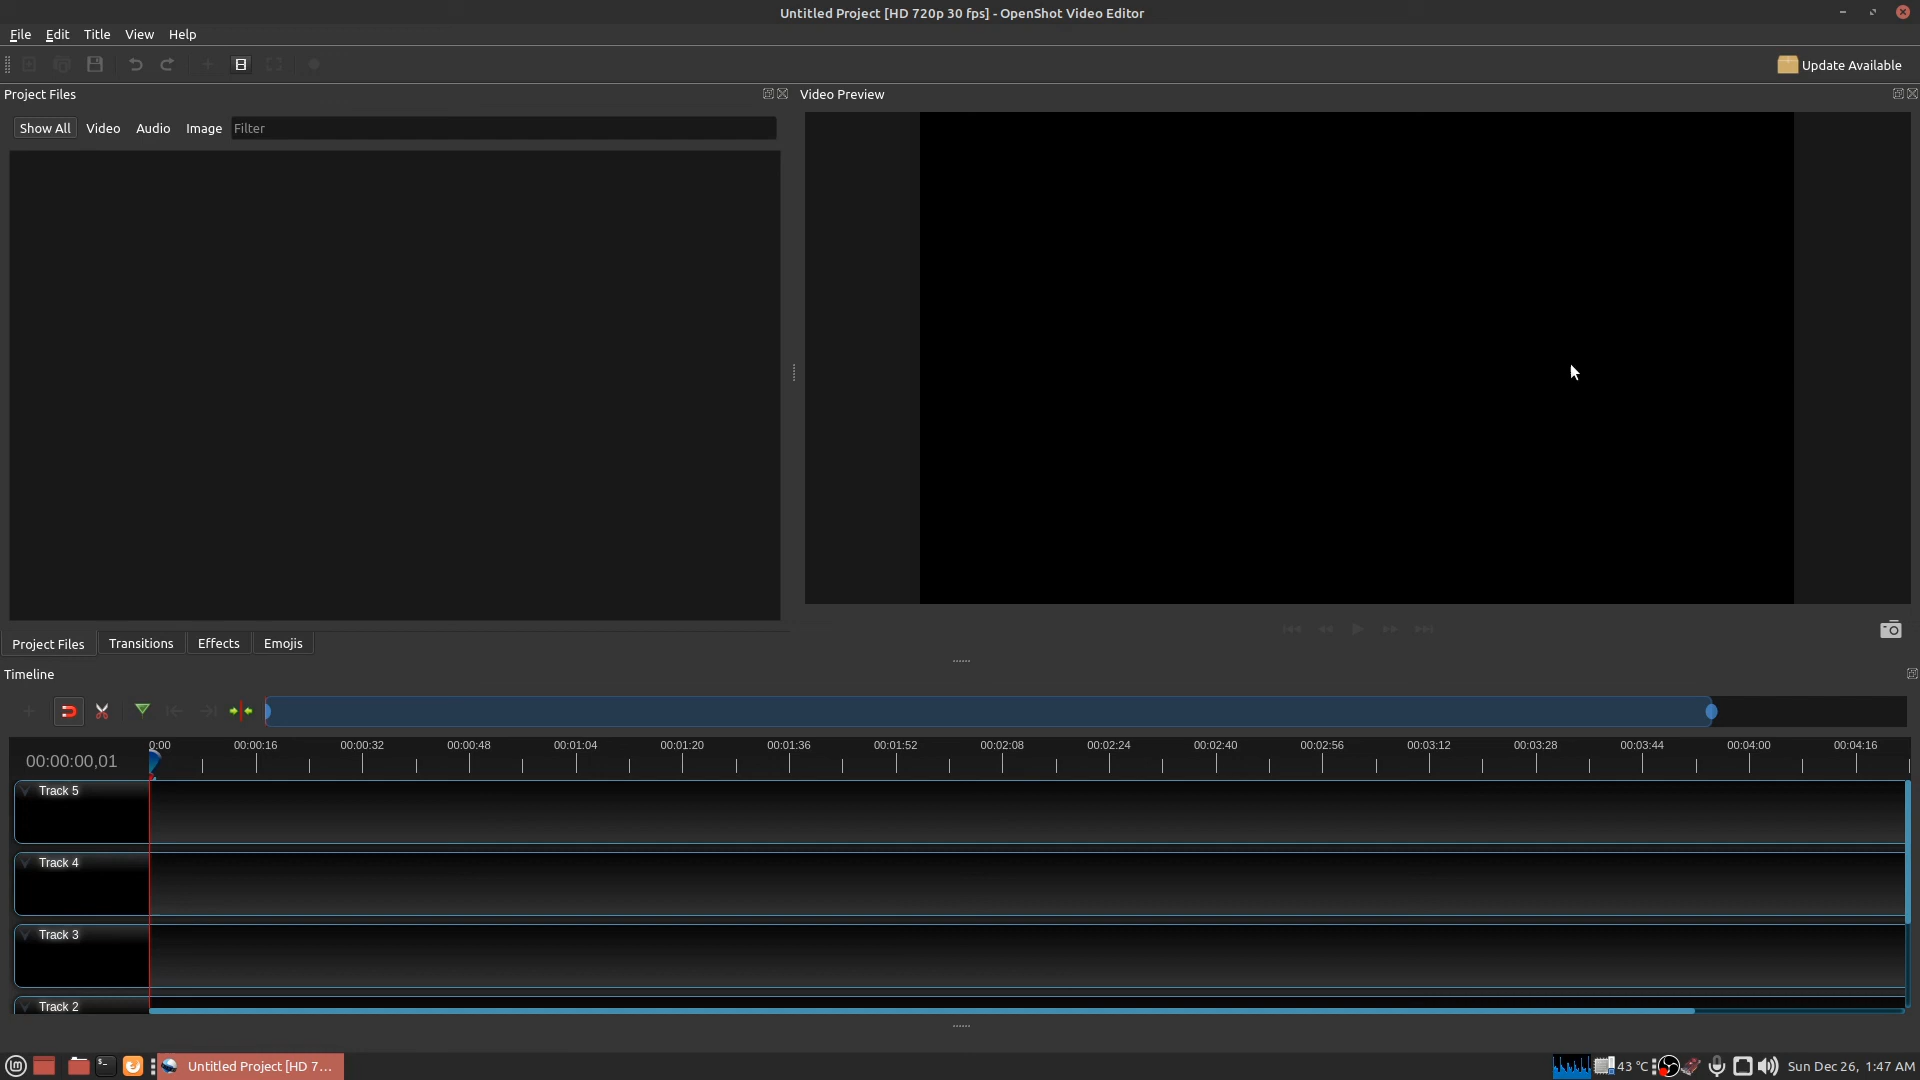 Untitled Project [HD 720p 30 fps] - OpenShot Video Editor
File Edit Title View Help
Update Available
Project Files
Video Preview
Show All Video Audio Image Filter
Project Files Transitions Effects Emojis
Timeline
00:00:00,01
0:00 00:00:16 00:00:32 00:00:48 00:01:04 00:01:20 00:01:36 00:01:52 00:02:08 00:02:24 00:02:40 00:02:56 00:03:12 00:03:28 00:03:44 00:04:00 00:04:16
Track 5
Track 4
Track 3
Track 2
Untitled Project [HD 7...
43 °C
Sun Dec 26, 1:47 AM